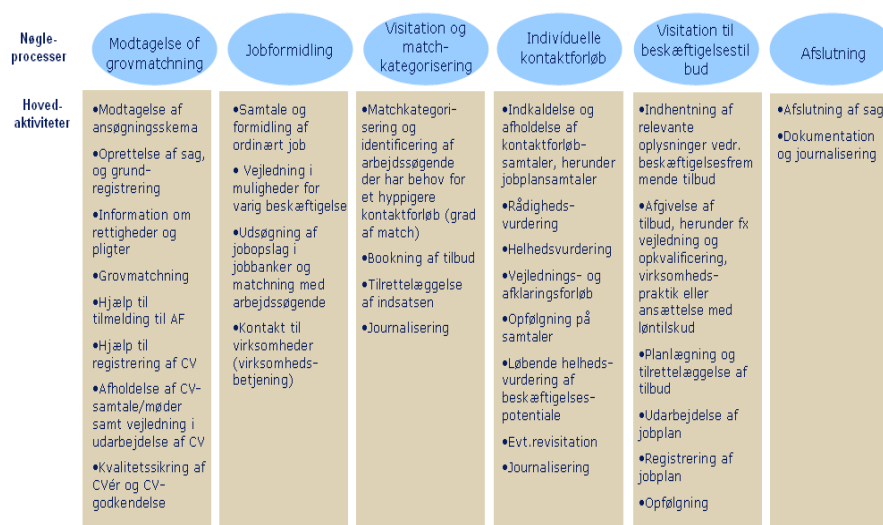 Nøgle-
processer
Modtagelse of
grovmatchning
Jobformidling
Visitation og
match-
kategorisering
Indivíduelle
kontaktforløb
Visitation til
beskæftigelsestil
bud
Afslutning
Hoved-
aktiviteter
•Modtagelse af
ansøgningsskema
•Oprettelse af sag,
og grund-
registrering
•Information om
rettigheder og
pligter
•Grovmatchning
•Hjælp til
tilmelding til AF
•Hjælp til
registrering af CV
•Afholdelse af CV-
samtale/møder
samt vejledning i
udarbejdelse af CV
•Kvalitetssikring af
CVér og CV-
godkendelse
•Samtale og
formidling af
ordinært job
• Vejledning i
muligheder for
varig beskæftigelse
•Udsøgning af
jobopslag i
jobbanker og
matchning med
arbejdssøgende
•Kontakt til
virksomheder
(virksomheds-
betjening)
•Matchkategori-
sering og
identificering af
arbejdssøgende
der har behov for
et hyppigere
kontaktforløb (grad
af match)
•Bookning af tilbud
•Tilrettelæggelse
af indsatsen
•Journalisering
•Indkaldelse og
afholdelse af
kontaktforløb-
samtaler, herunder
jobplansamtaler
•Rådigheds-
vurdering
•Helhedsvurdering
•Vejlednings- og
afklaringsforløb
•Opfølgning på
samtaler
•Løbende helheds-
vurdering af
beskæftigelses-
potentiale
•Evt.revisitation
•Journalisering
•Indhentning af
relevante
oplysninger vedr.
beskæftigelsesfrem
mende tilbud
•Afgivelse af
tilbud, herunder fx
vejledning og
opkvalificering,
virksomheds-
praktik eller
ansættelse med
løntilskud
•Planlægning og
tilrettelæggelse af
tilbud
•Udarbejdelse af
jobplan
•Registrering af
jobplan
•Opfølgning
•Afslutning af sag
•Dokumentation
og journalisering